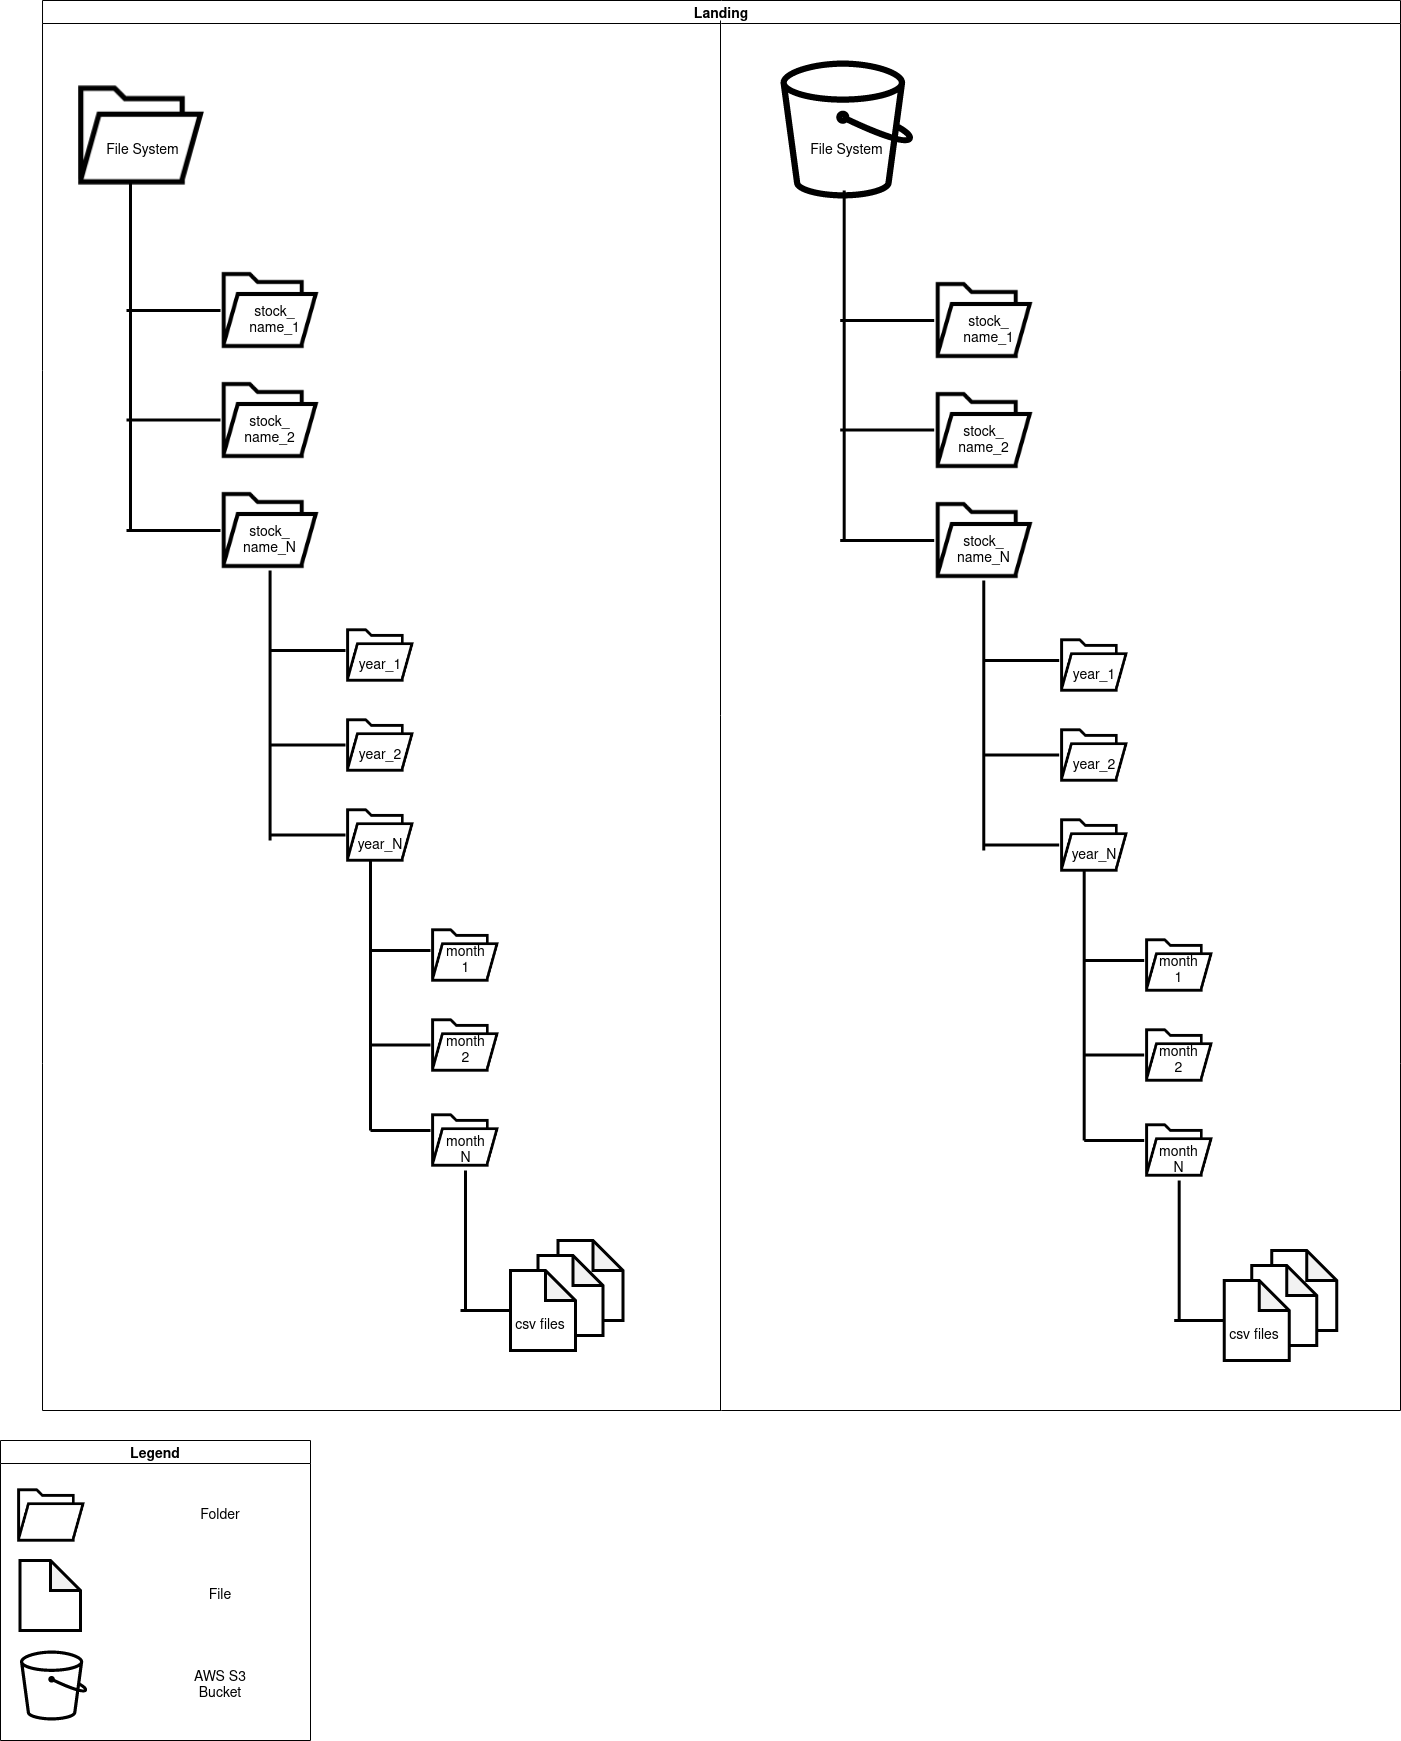 Landing
File System
stock_
name_1
stock_
name_2
stock_
name_N
year_1
year_2
year_N
month
1
month
2
month
N
csv files
File System
stock_
name_1
stock_
name_2
stock_
name_N
year_1
year_2
year_N
month
1
month
2
month
N
csv files
Legend
Folder
File
AWS S3
Bucket